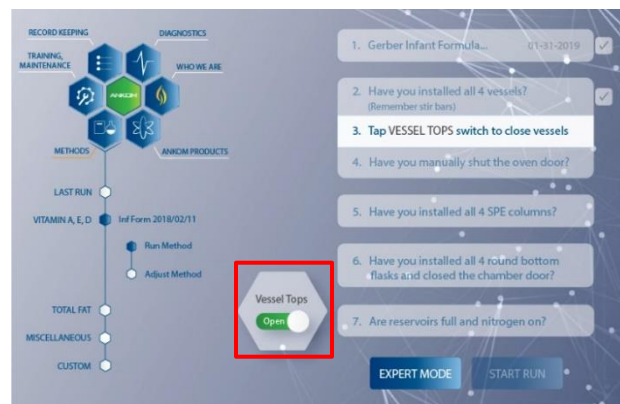 RECORD KEEPING
DIAGNOSTICS
TRAINING,
MAINTENANCE
WHO WE ARE
ANKOM
METHODS
ANKOM PRODUCTS
LAST RUN
VITAMIN A, E, D
Inf Form 2018/02/11
Run Method
Adjust Method
TOTAL FAT
MISCELLANEOUS
CUSTOM
Vessel Tops
Open
1. Gerber Infant Formula... 01-31-2019
2. Have you installed all 4 vessels?
(Remember stir bars)
3. Tap VESSEL TOPS switch to close vessels
4. Have you manually shut the oven door?
5. Have you installed all 4 SPE columns?
6. Have you installed all 4 round bottom
flasks and closed the chamber door?
7. Are reservoirs full and nitrogen on?
EXPERT MODE
START RUN